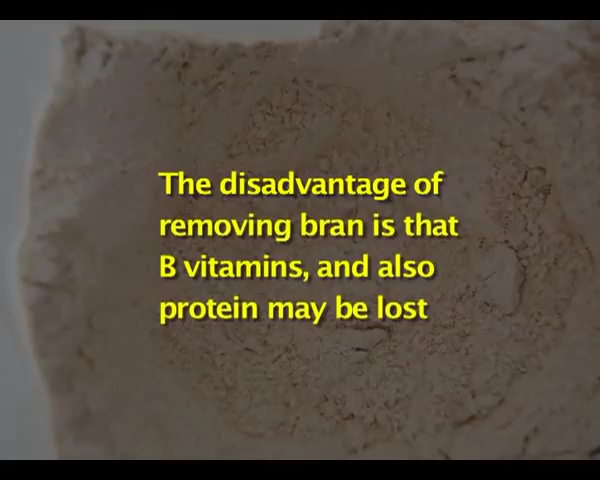 The disadvantage of
removing bran is that
B vitamins, and also
protein may be lost